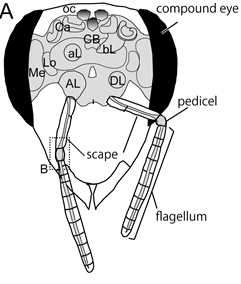 A
oc
compound eye
Ca
CB
aL
bL
Lo
Me
AL
DL
pedicel
scape
B
flagellum